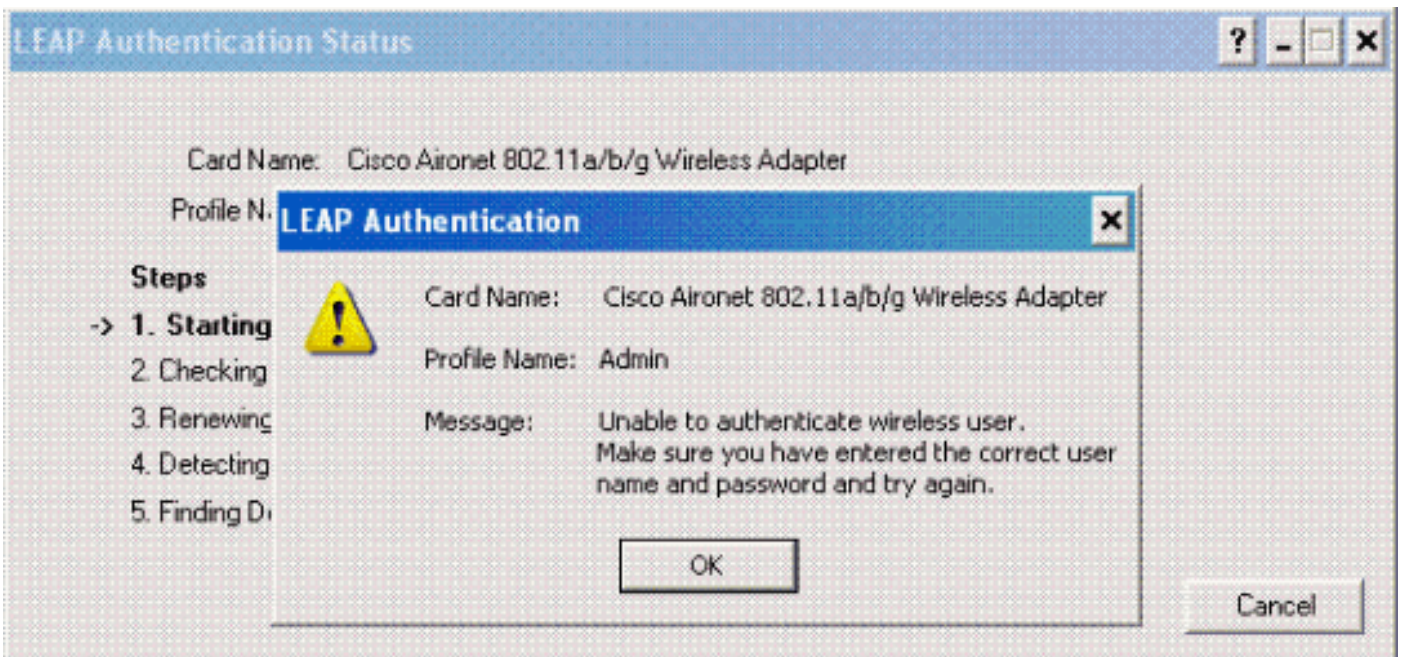 LEAP Authentication Status
Card Name: Cisco Aironet 802.11a/b/g Wireless Adapter
Profile N
LEAP Authentication
Card Name: Cisco Aironet 802.11a/b/g Wireless Adapter
Profile Name: Admin
Message: Unable to authenticate wireless user.
Make sure you have entered the correct user
name and password and try again.
OK
Steps
-> 1. Starting
2. Checking
3. Renewing
4. Detecting
5. Finding D
Cancel